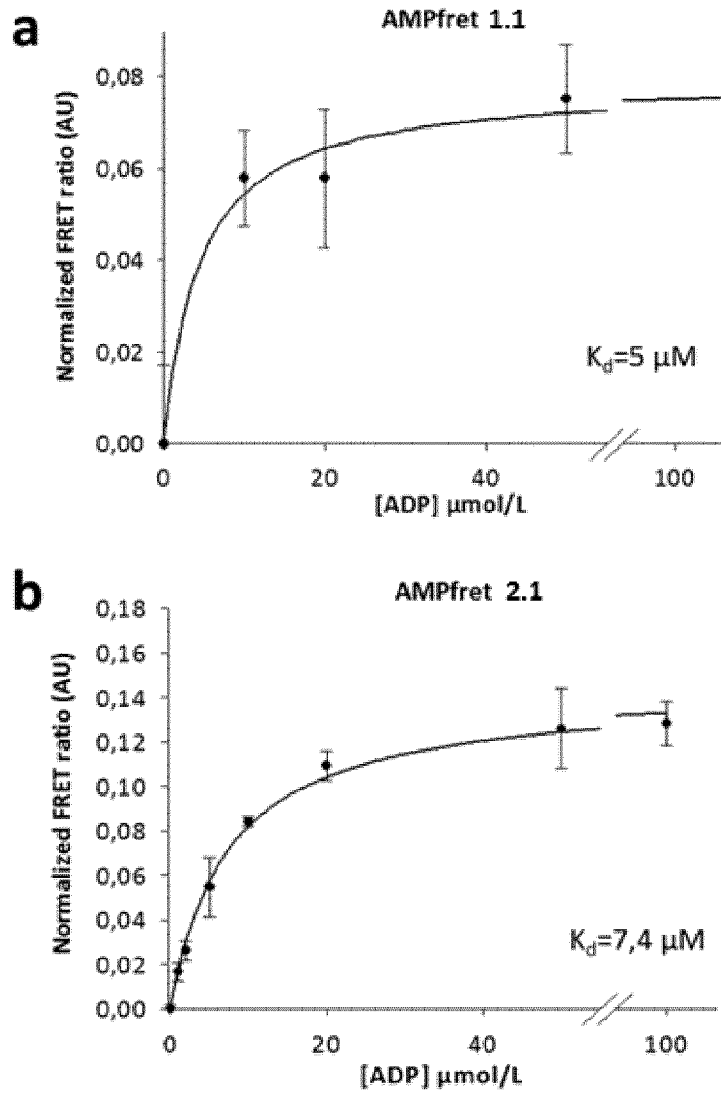 a
AMPfret 1.1
Normalized FRET ratio (AU)
0,08
0,06
0,04
0,02
0,00
Kd=5 µM
0 20 40 100
[ADP] µmol/L
b
AMPfret 2.1
Normalized FRET ratio (AU)
0,18
0,16
0,14
0,12
0,10
0,08
0,06
0,04
0,02
0,00
Kd=7,4 µM
0 20 40 100
[ADP] µmol/L